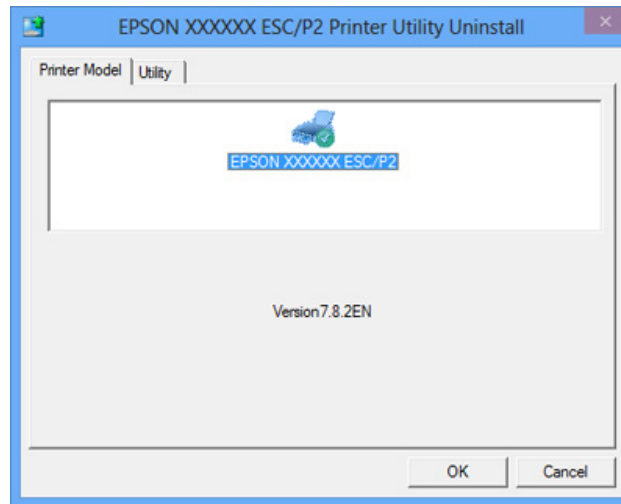 EPSON XXXXXX ESC/P2 Printer Utility Uninstall
Printer Model Utility
EPSON XXXXXX ESC/P2
Version7.8.2EN
OK Cancel